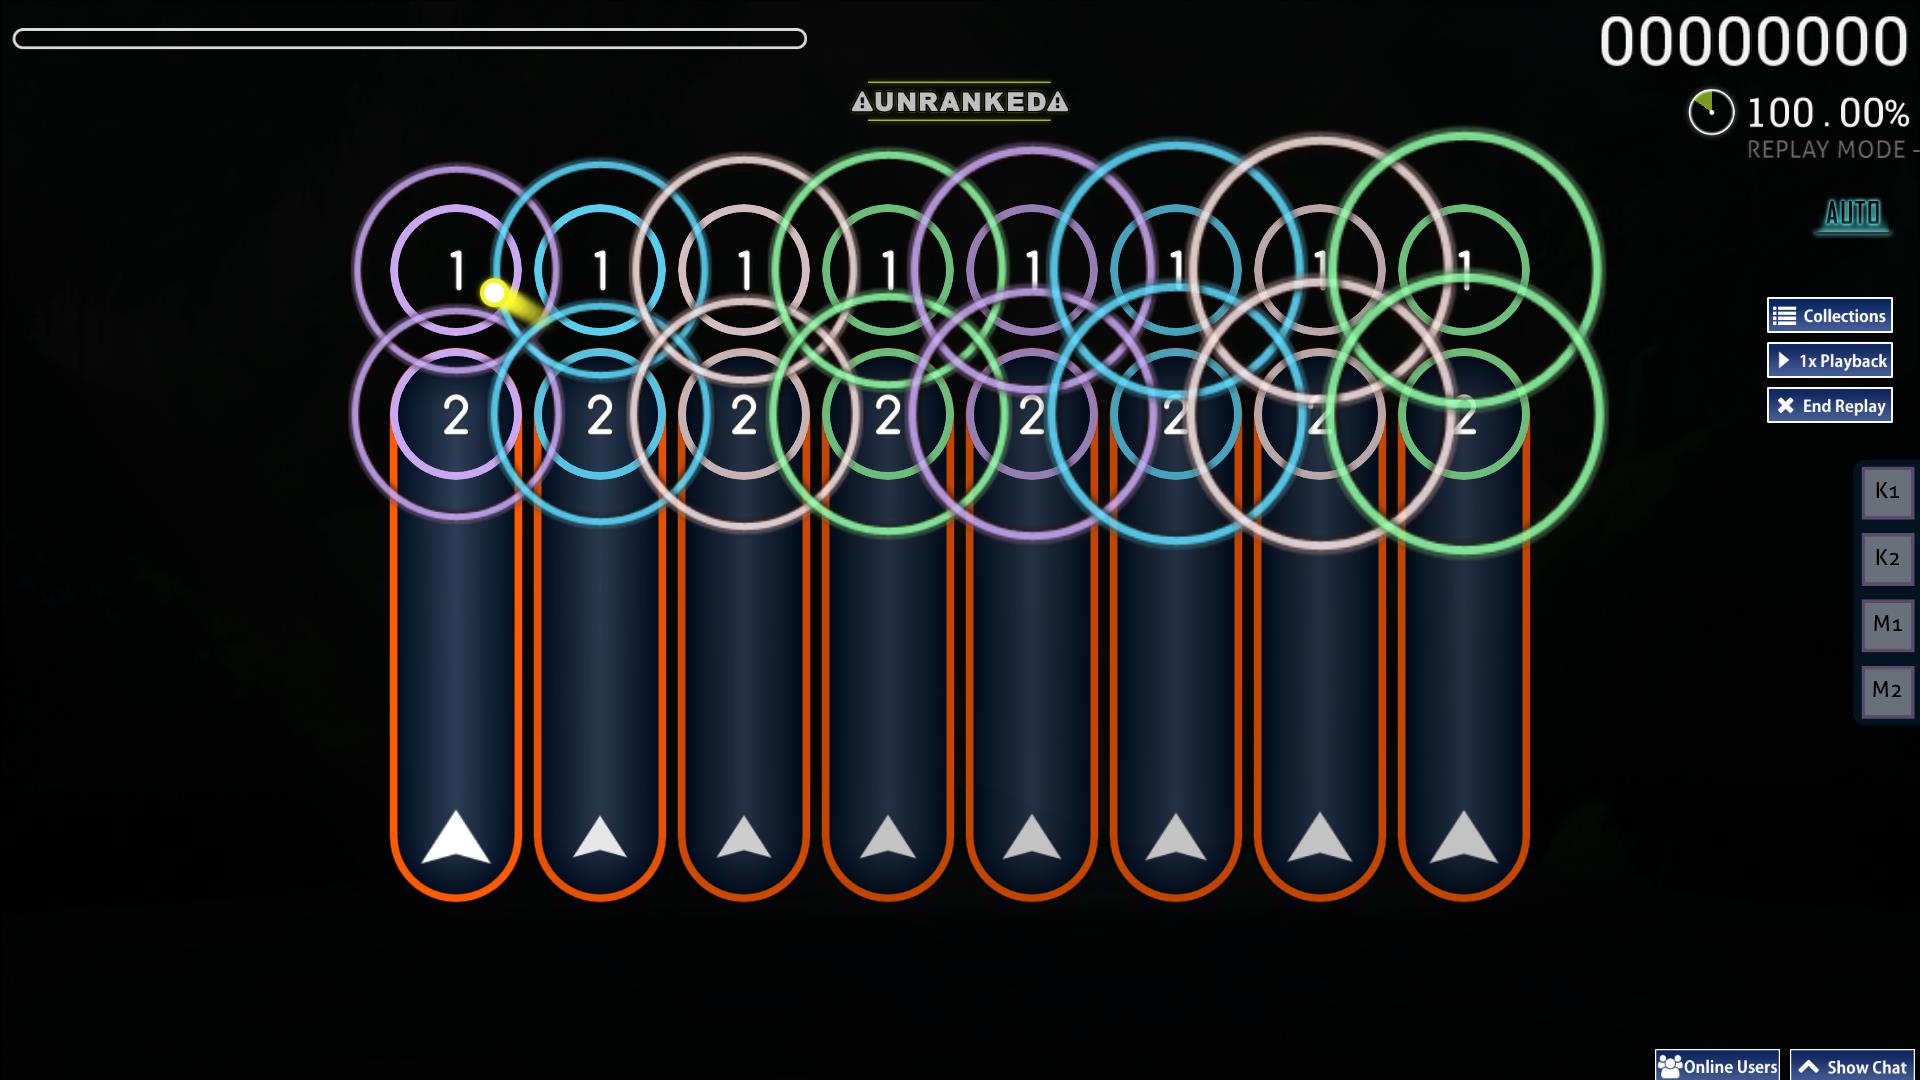 00000000
UNRANKED
100.00%
REPLAY MODE -
AUTO
1 1 1 1 1 1 1 1
Collections
1x Playback
2 2 2 2 2 2 2 2
End Replay
K1
K2
M1
M2
Online Users
Show Chat